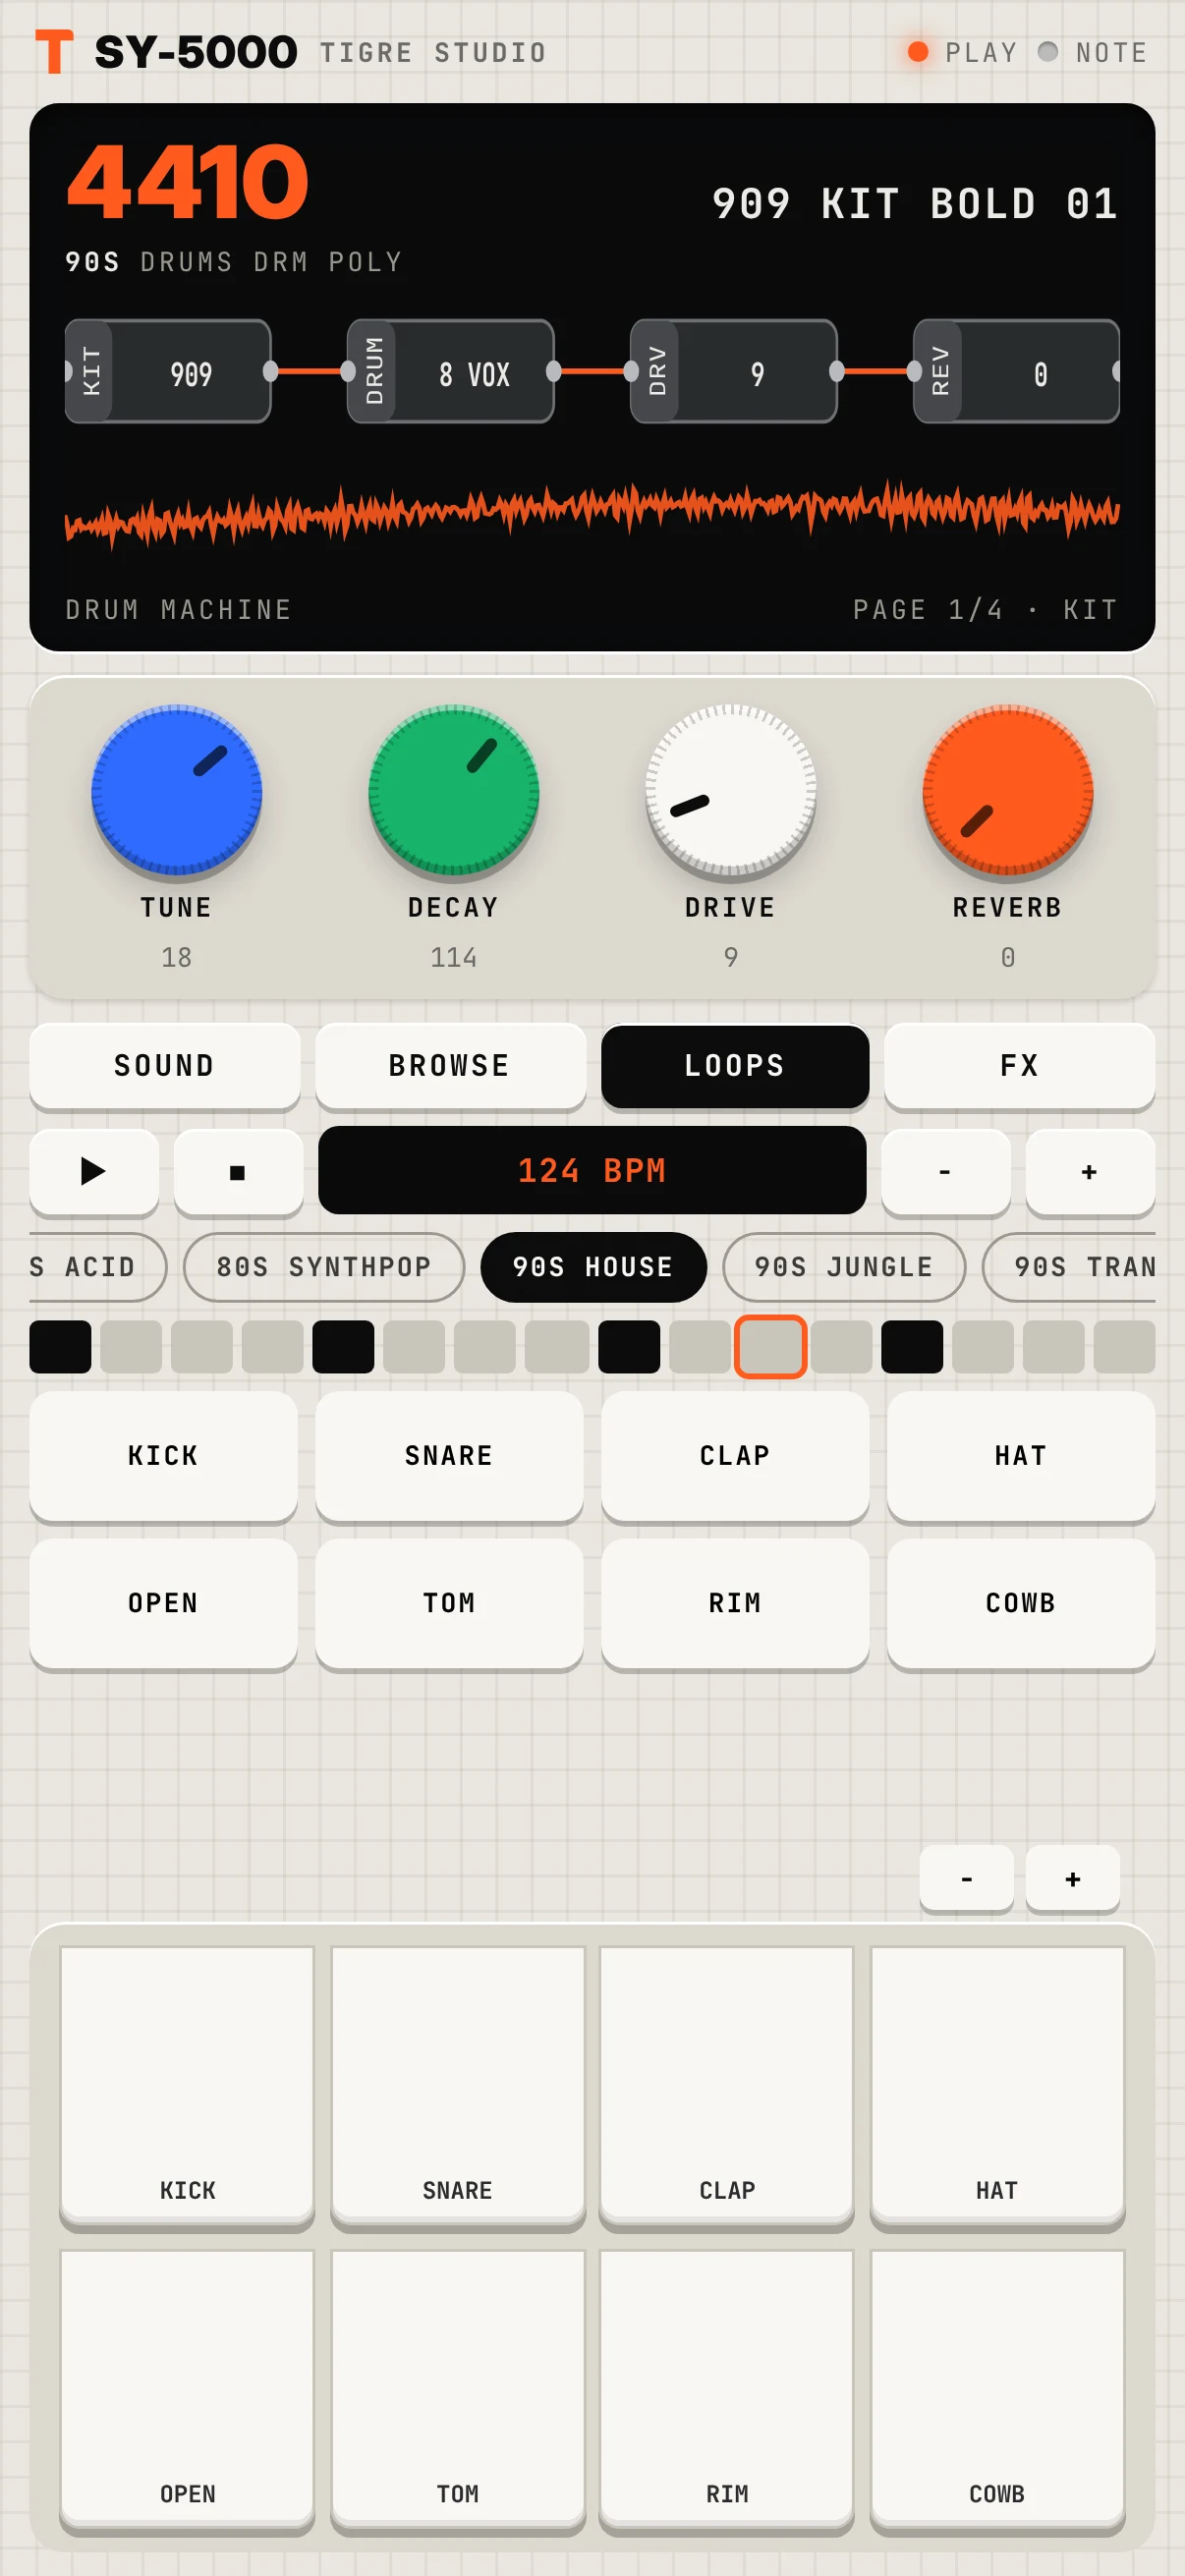 T SY-5000 TIGRE STUDIO PLAY NOTE
4410
909 KIT BOLD 01
90S DRUMS DRM POLY
KIT 909 DRUM 8 VOX DRV 9 REV 0
DRUM MACHINE PAGE 1/4 · KIT
TUNE DECAY DRIVE REVERB
18 114 9 0
SOUND BROWSE LOOPS FX
124 BPM - +
S ACID 80S SYNTHPOP 90S HOUSE 90S JUNGLE 90S TRAN
KICK SNARE CLAP HAT
OPEN TOM RIM COWB
- +
KICK SNARE CLAP HAT
OPEN TOM RIM COWB